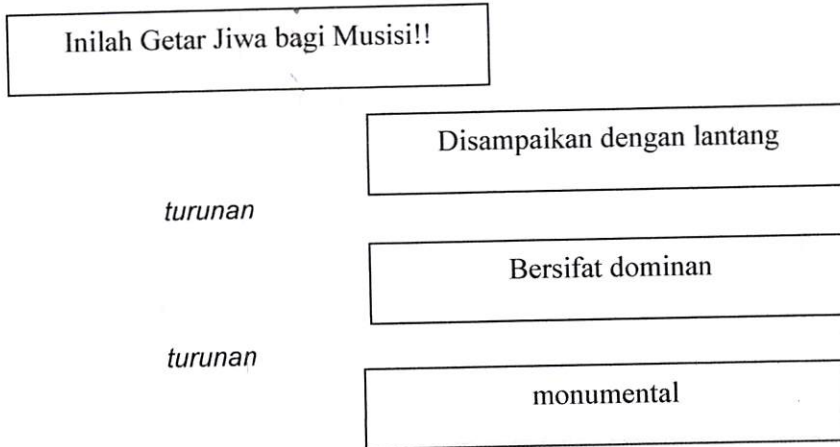 Inilah Getar Jiwa bagi Musisi!!
Disampaikan dengan lantang
turunan
Bersifat dominan
turunan
monumental